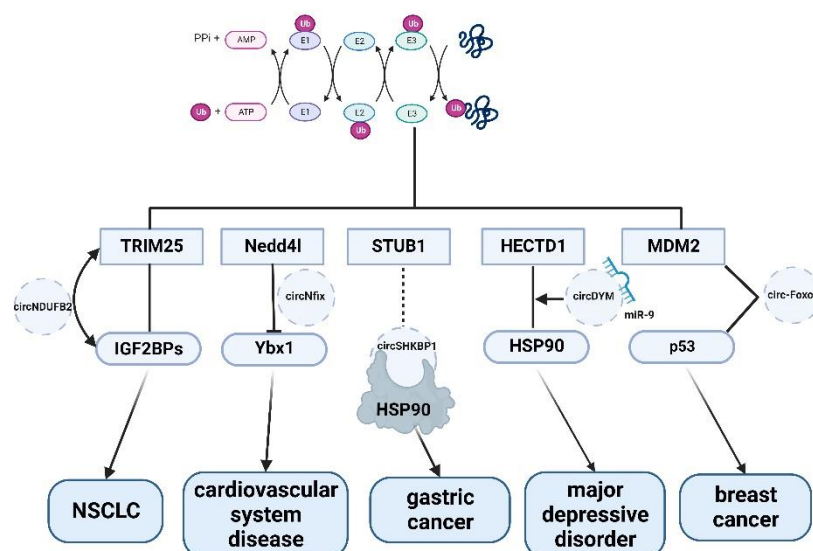 Ub
Ub
PPi + AMP
E1
E2
E3
Ub + ATP
E1
E2
E3
Ub
Ub
TRIM25
Nedd4l
STUB1
HECTD1
MDM2
circNDUFB2
circNfix
circDYM
miR-9
circ-Foxo
IGF2BPs
Ybx1
circSHKBP1
HSP90
HSP90
p53
NSCLC
cardiovascular
system
disease
gastric
cancer
major
depressive
disorder
breast
cancer